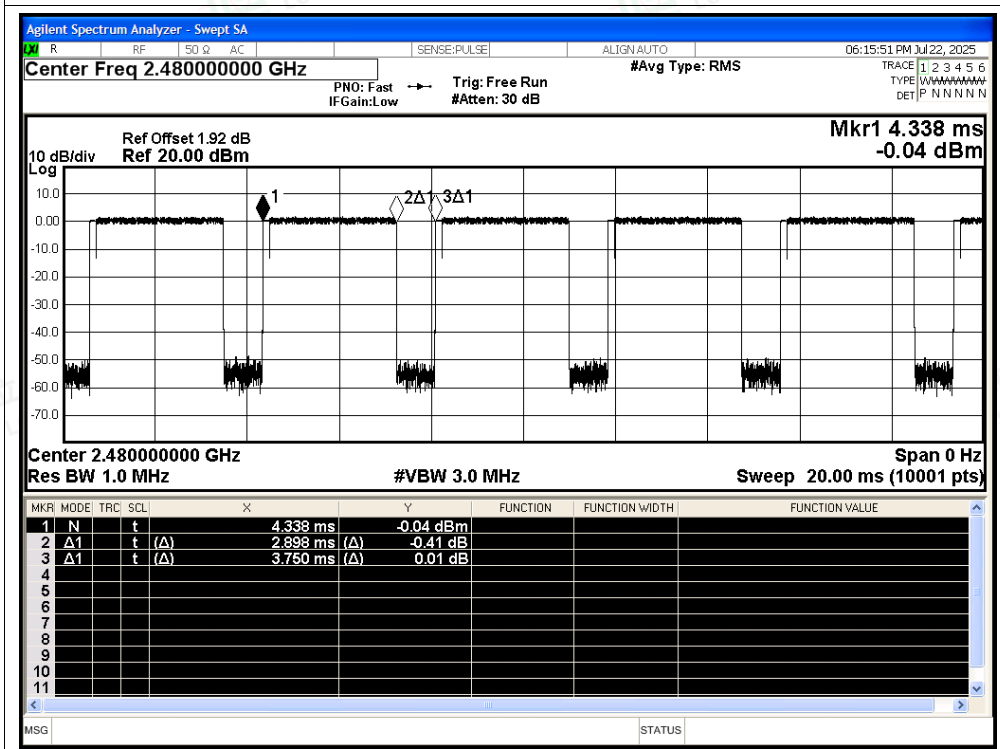 Agilent Spectrum Analyzer - Swept SA
LXI R RF 50 Ω AC SENSE:PULSE ALIGN AUTO 06:15:51 PM Jul 22, 2025
Center Freq 2.480000000 GHz #Avg Type: RMS TRACE 1 2 3 4 5 6
PNO: Fast Trig: Free Run TYPE WWWWWW
IFGain:Low #Atten: 30 dB DET P N N N N N
Mkr1 4.338 ms
Ref Offset 1.92 dB
10 dB/div Ref 20.00 dBm -0.04 dBm
Log
10.0
1 2Δ1 3Δ1
0.00
-10.0
-20.0
-30.0
-40.0
-50.0
-60.0
-70.0
Center 2.480000000 GHz Span 0 Hz
Res BW 1.0 MHz #VBW 3.0 MHz Sweep 20.00 ms (10001 pts)
MKR MODE TRC SCL X Y FUNCTION FUNCTION WIDTH FUNCTION VALUE
1 N t 4.338 ms -0.04 dBm
2 Δ1 t (Δ) 2.898 ms (Δ) -0.41 dB
3 Δ1 t (Δ) 3.750 ms (Δ) 0.01 dB
4
5
6
7
8
9
10
11
MSG STATUS